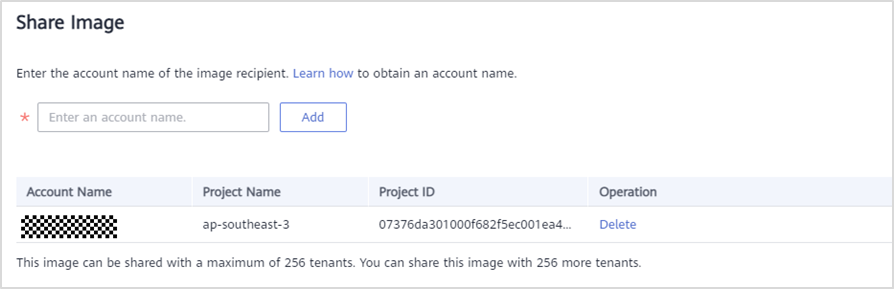 Share Image
Enter the account name of the image recipient. Learn how to obtain an account name.
* Enter an account name. Add
Account Name Project Name Project ID Operation
ap-southeast-3 07376da301000f682f5ec001ea4... Delete
This image can be shared with a maximum of 256 tenants. You can share this image with 256 more tenants.